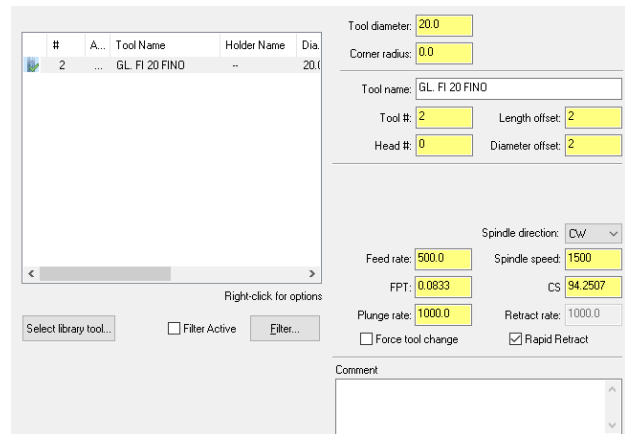 # A... Tool Name Holder Name Dia.
2 ... GL. FI 20 FINO -- 20.0
Right-click for options
Select library tool... Filter Active Filter...
Tool diameter: 20.0
Corner radius: 0.0
Tool name: GL. FI 20 FINO
Tool #: 2 Length offset: 2
Head #: 0 Diameter offset: 2
Spindle direction: CW
Feed rate: 500.0 Spindle speed: 1500
FPT: 0.0833 CS 94.2507
Plunge rate: 1000.0 Retract rate: 1000.0
Force tool change Rapid Retract
Comment